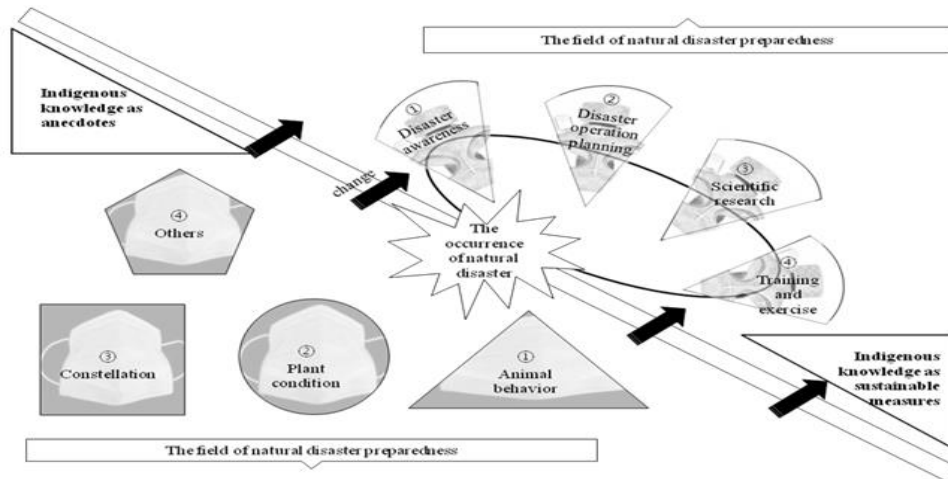 The field of natural disaster preparedness
Indigenous
knowledge as
anecdotes
①
Disaster
awareness
②
Disaster
operation
planning
③
Scientific
research
④
Training
and
exercise
change
The
occurrence
of natural
disaster
④
Others
③
Constellation
②
Plant
condition
①
Animal
behavior
Indigenous
knowledge as
sustainable
measures
The field of natural disaster preparedness